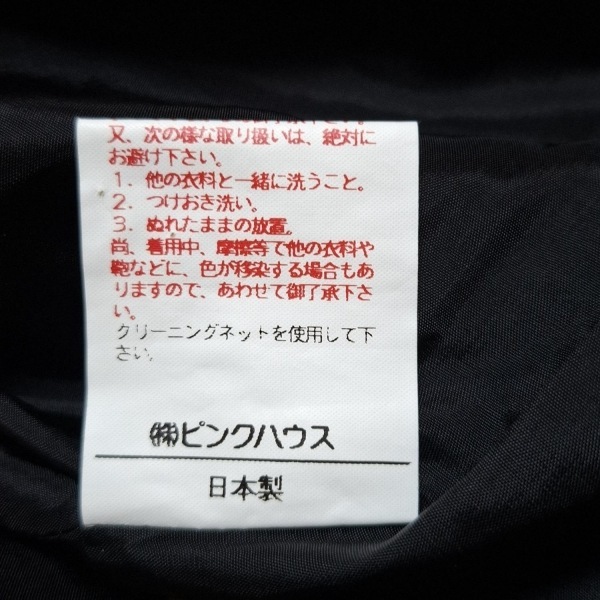 又、次の様な取り扱いは、絶対に
お避け下さい。
1. 他の衣料と一緒に洗うこと。
2. つけおき洗い。
3. ぬれたままの放置。
尚、着用中、摩擦等で他の衣料や
鞄などに、色が移染する場合もあ
りますので、あわせて御了承下さ
い。
クリーニングネットを使用して下
さい。
㈱ピンクハウス
日本製